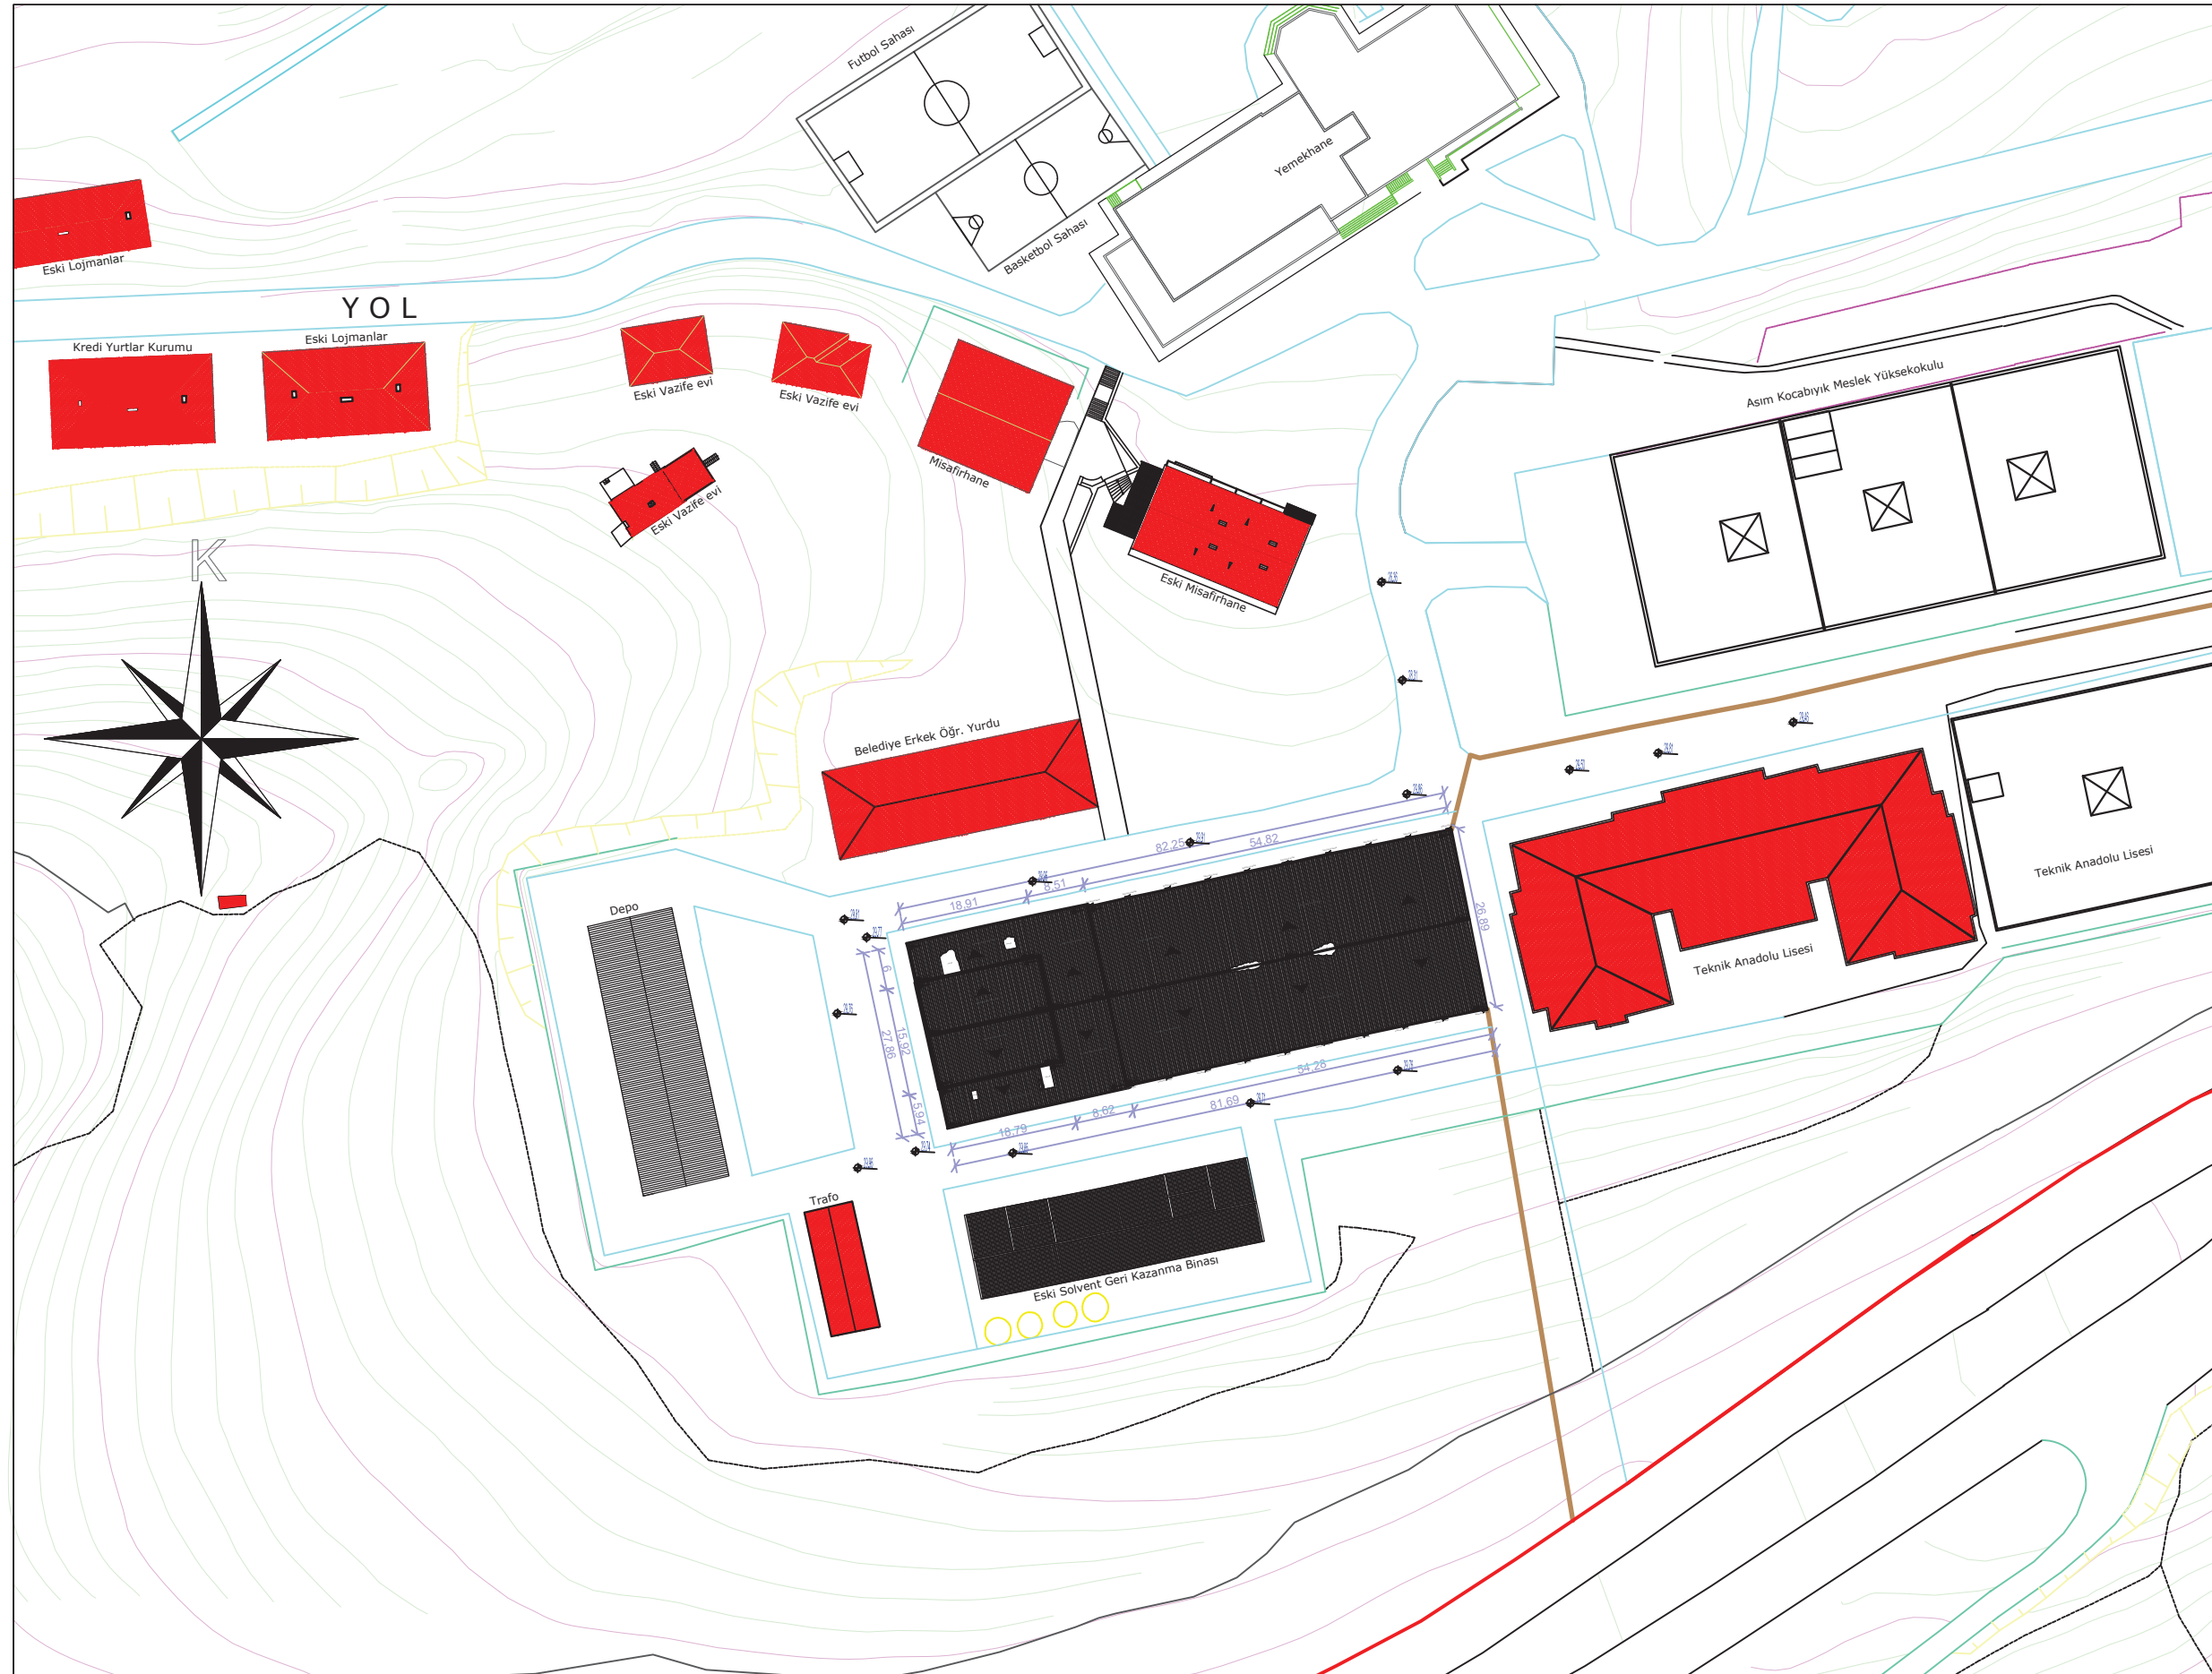 Futbol Sahası
Yemekhane
Basketbol Sahası
Eski Lojmanlar
YOL
Kredi Yurtlar Kurumu
Eski Lojmanlar
Eski Vazife evi
Eski Vazife evi
Asım Kocabıyık Meslek Yüksekokulu
Misafirhane
Eski Vazife evi
K
Eski Misafirhane
Belediye Erkek Öğr. Yurdu
82.25
54.82
8.51
18.91
Teknik Anadolu Lisesi
Depo
26.89
Teknik Anadolu Lisesi
6
15.92
27.86
5.94
54.28
81.69
8.62
18.79
Trafo
Eski Solvent Geri Kazanma Binası